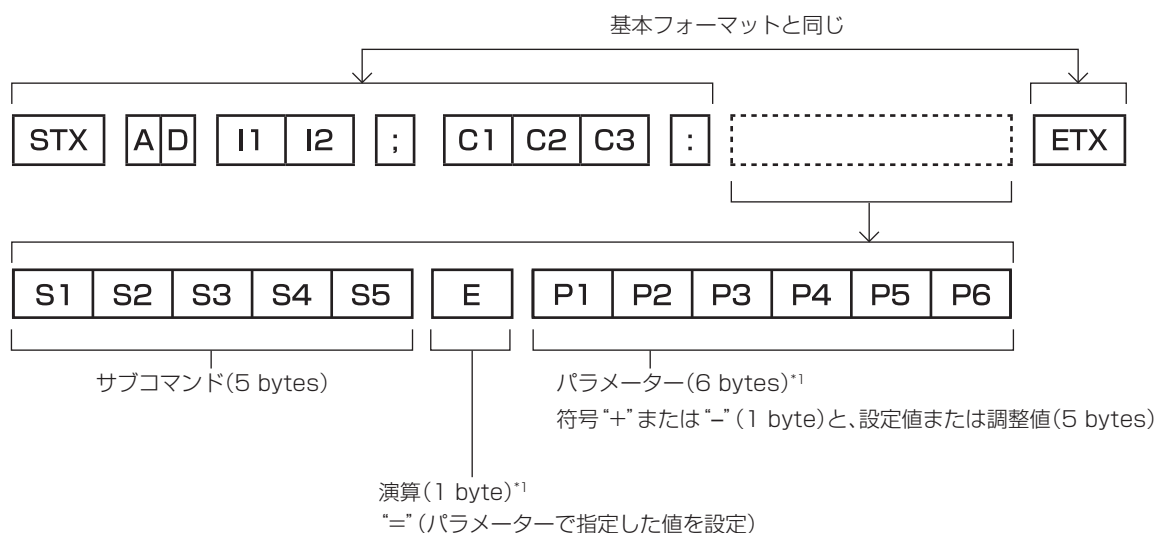 基本フォーマットと同じ
STX A D I1 I2 ; C1 C2 C3 : ETX
S1 S2 S3 S4 S5 E P1 P2 P3 P4 P5 P6
サブコマンド(5 bytes)
パラメーター(6 bytes)*1
符号“+”または“−”(1 byte)と、設定値または調整値(5 bytes)
演算(1 byte)*1
“=”(パラメーターで指定した値を設定)